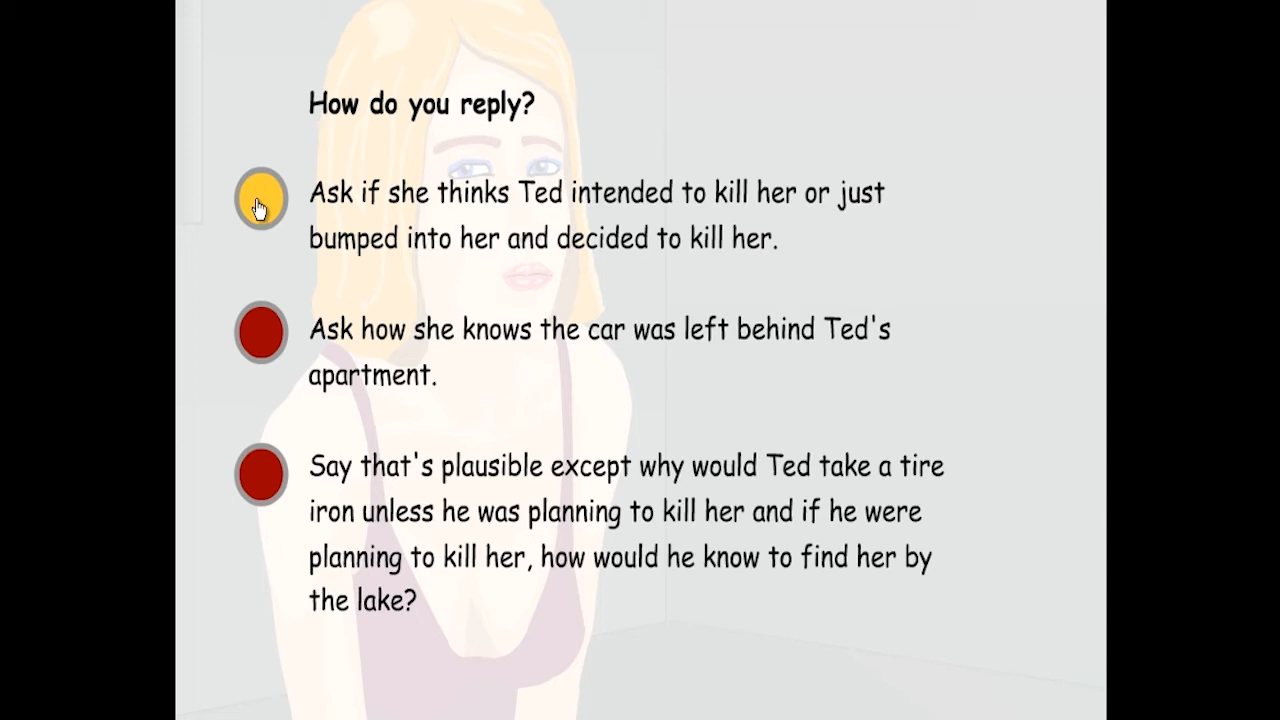 How do you reply?
Ask if she thinks Ted intended to kill her or just
bumped into her and decided to kill her.
Ask how she knows the car was left behind Ted's
apartment.
Say that's plausible except why would Ted take a tire
iron unless he was planning to kill her and if he were
planning to kill her, how would he know to find her by
the lake?